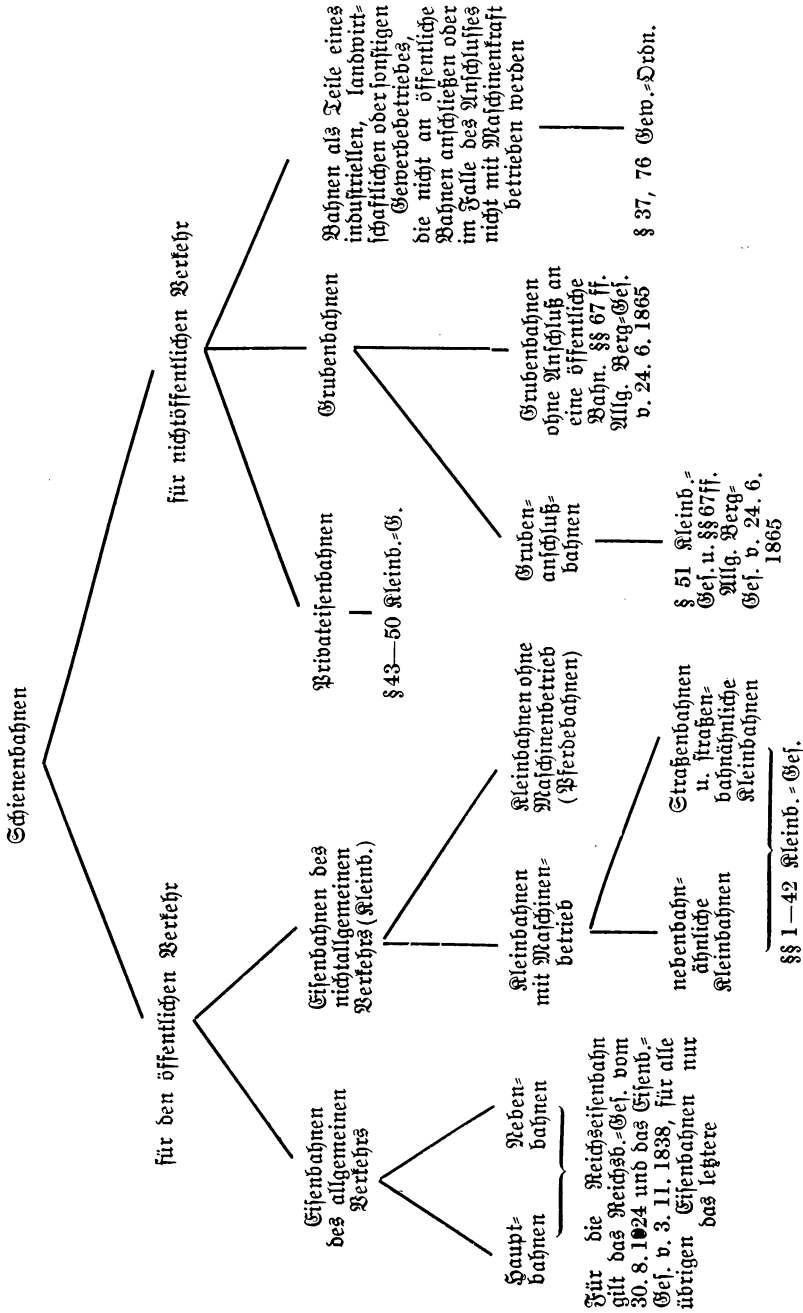 Schienenbahnen
für den öffentlichen Verkehr
für nichtöffentlichen Verkehr
Eisenbahnen
des allgemeinen
Verkehrs
Eisenbahnen des
nichtallgemeinen
Verkehrs (Kleinb.)
Privateisenbahnen
§ 43—50 Kleinb.=G.
Grubenbahnen
Bahnen als Teile eines
industriellen, landwirt=
schaftlichen oder sonstigen
Gewerbebetriebes,
die nicht an öffentliche
Bahnen anschließen oder
im Falle des Anschlusses
nicht mit Maschinenkraft
betrieben werden
§ 37, 76 Gew.=Ordn.
Haupt=
bahnen
Neben=
bahnen
Kleinbahnen
mit Maschinen=
betrieb
Kleinbahnen ohne
Maschinenbetrieb
(Pferdebahnen)
Gruben=
anschluß=
bahnen
Grubenbahnen
ohne Anschluß an
eine öffentliche
Bahn. §§ 67 ff.
Allg. Berg=Ges.
v. 24. 6. 1865
Für die Reichseisenbahn
gilt das Reichsb.=Ges. vom
30. 8. 1924 und das Eisenb.=
Ges. v. 3. 11. 1838, für alle
übrigen Eisenbahnen nur
das letztere
nebenbahn=
ähnliche
Kleinbahnen
Straßenbahnen
u. straßen=
bahnähnliche
Kleinbahnen
§§ 1—42 Kleinb.=Ges.
§ 51 Kleinb.=
Ges. u. §§ 67 ff.
Allg. Berg=
Ges. v. 24. 6.
1865